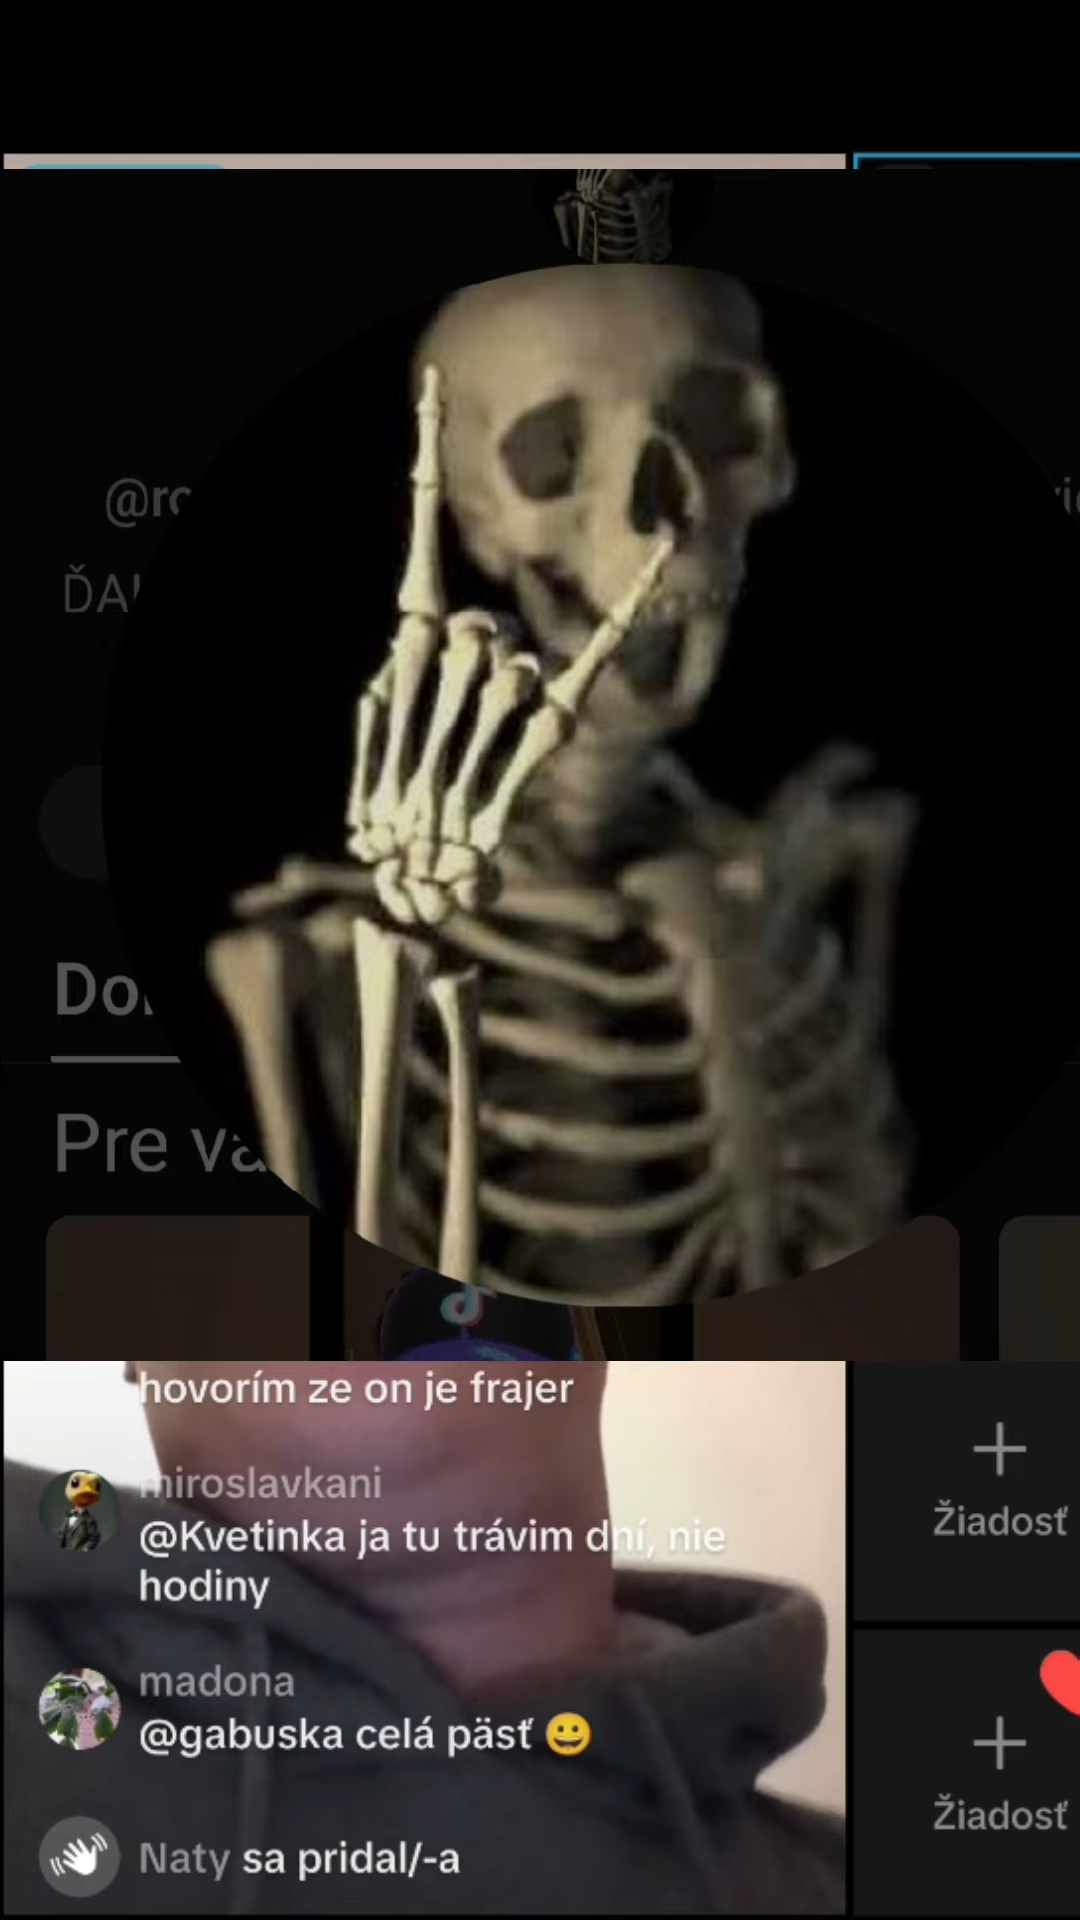 @ro
Do
Pre va
hovorím ze on je frajer
miroslavkani
@Kvetinka ja tu trávim dní, nie
hodiny
Žiadosť
madona
@gabuska celá päsť 😀
Žiadosť
Naty sa pridal/-a